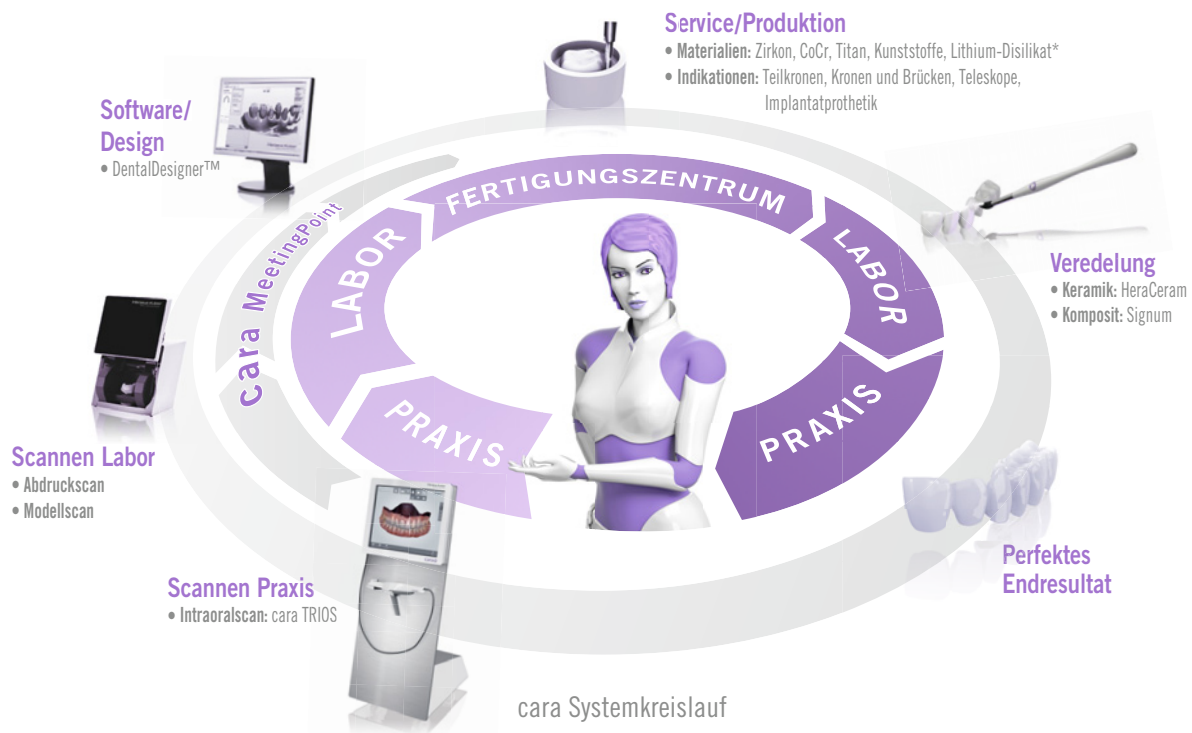 Service/Produktion
• Materialien: Zirkon, CoCr, Titan, Kunststoffe, Lithium-Disilikat*
• Indikationen: Teilkronen, Kronen und Brücken, Teleskope,
Implantatprothetik
Software/
Design
• DentalDesigner™
FERTIGUNGSZENTRUM
LABOR
LABOR
cara MeetingPoint
Veredelung
• Keramik: HeraCeram
• Komposit: Signum
PRAXIS
PRAXIS
Scannen Labor
• Abdruckscan
• Modellscan
Perfektes
Endresultat
Scannen Praxis
• Intraoralscan: cara TRIOS
cara Systemkreislauf